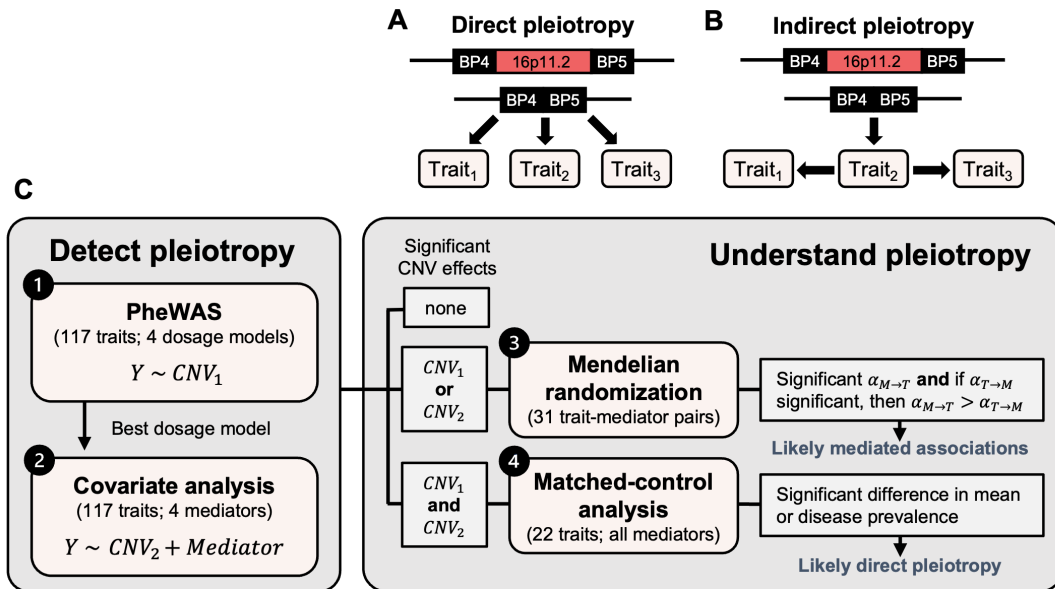 A
Direct pleiotropy
BP4 16p11.2 BP5
BP4 BP5
Trait₁ Trait₂ Trait₃
B
Indirect pleiotropy
BP4 16p11.2 BP5
BP4 BP5
Trait₁ Trait₂ Trait₃
C
Detect pleiotropy
1
PheWAS
(117 traits; 4 dosage models)
Y ~ CNV₁
Best dosage model
2
Covariate analysis
(117 traits; 4 mediators)
Y ~ CNV₂ + Mediator
Understand pleiotropy
Significant
CNV effects
none
CNV₁
or
CNV₂
3
Mendelian
randomization
(31 trait-mediator pairs)
Significant α_{M→T} and if α_{T→M}
significant, then α_{M→T} > α_{T→M}
Likely mediated associations
CNV₁
and
CNV₂
4
Matched-control
analysis
(22 traits; all mediators)
Significant difference in mean
or disease prevalence
Likely direct pleiotropy